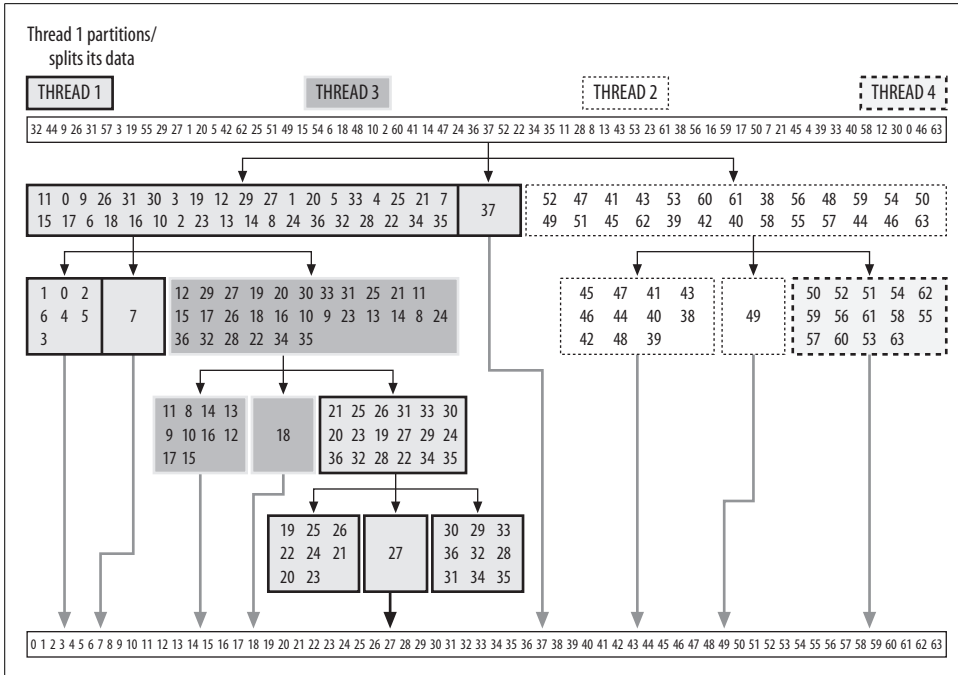 Thread 1 partitions/
splits its data
THREAD 1
THREAD 3
THREAD 2
THREAD 4
32 44 9 26 31 57 3 19 55 29 27 1 20 5 42 62 25 51 49 15 54 6 18 48 10 2 60 41 14 47 24 36 37 52 22 34 35 11 28 8 13 43 53 23 61 38 56 16 59 17 50 7 21 45 4 39 33 40 58 12 30 0 46 63
11 0 9 26 31 30 3 19 12 29 27 1 20 5 33 4 25 21 7
15 17 6 18 16 10 2 23 13 14 8 24 36 32 28 22 34 35
37
52 47 41 43 53 60 61 38 56 48 59 54 50
49 51 45 62 39 42 40 58 55 57 44 46 63
1 0 2
6 4 5
3
7
12 29 27 19 20 30 33 31 25 21 11
15 17 26 18 16 10 9 23 13 14 8 24
36 32 28 22 34 35
45 47 41 43
46 44 40 38
42 48 39
49
50 52 51 54 62
59 56 61 58 55
57 60 53 63
11 8 14 13
9 10 16 12
17 15
18
21 25 26 31 33 30
20 23 19 27 29 24
36 32 28 22 34 35
19 25 26
22 24 21
20 23
27
30 29 33
36 32 28
31 34 35
0 1 2 3 4 5 6 7 8 9 10 11 12 13 14 15 16 17 18 19 20 21 22 23 24 25 26 27 28 29 30 31 32 33 34 35 36 37 38 39 40 41 42 43 44 45 46 47 48 49 50 51 52 53 54 55 56 57 58 59 60 61 62 63